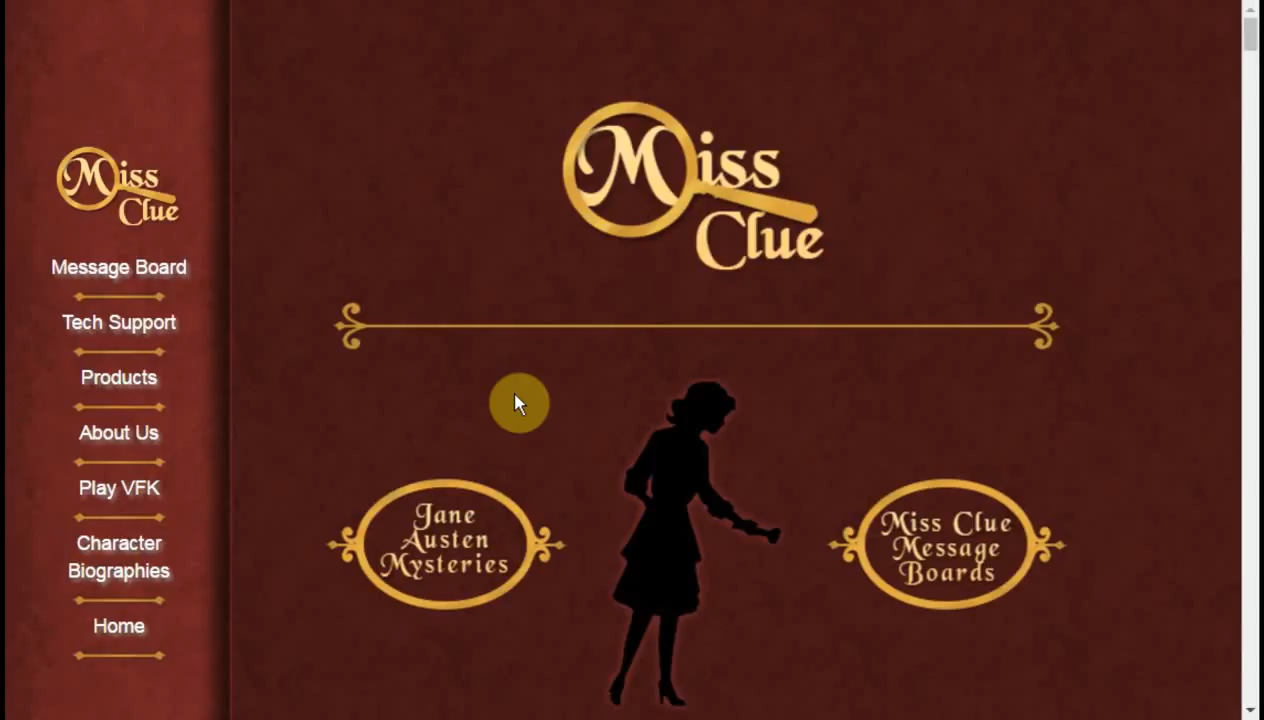 Miss
Clue
Message Board
Tech Support
Products
About Us
Play VFK
Character
Biographies
Home
Miss
Clue
Jane
Austen
Mysteries
Miss Clue
Message
Boards